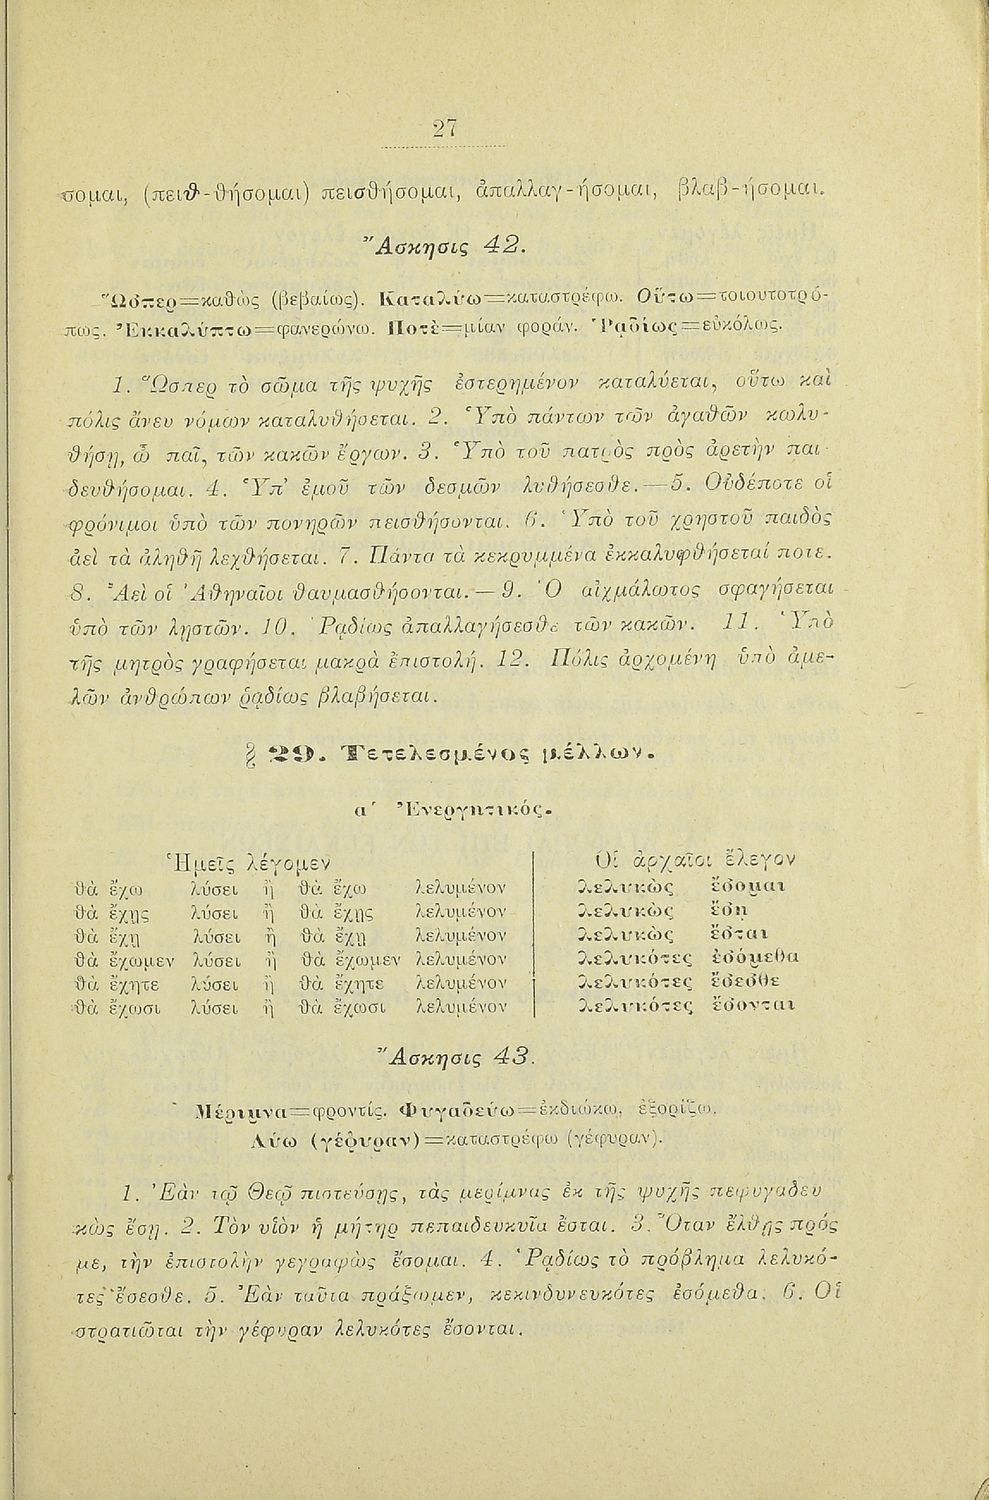 27
σομαι, (πειθ-θήσομαι) πεισθήσομαι, ἀπαλλαγ-ήσομαι, βλαβ-ήσομαι.
Ἄσκησις 42.
Ὥσπερ=καθὼς (βεβαίως). Καταλύω=καταστρέφω. Οὕτω=τοιουτοτρό-
πως. Ἐκκαλύπτω=φανερώνω. Ποτὲ=μίαν φοράν. Ῥᾳδίως=εὐκόλως.
1. Ὥσπερ τὸ σῶμα τῆς ψυχῆς ἐστερημένον καταλύεται, οὕτω καὶ
πόλις ἄνευ νόμων καταλυθήσεται. 2. Ὑπὸ πάντων τῶν ἀγαθῶν κωλυ-
θήσῃ, ὦ παῖ, τῶν κακῶν ἔργων. 3. Ὑπὸ τοῦ πατρὸς πρὸς ἀρετὴν παι-
δευθήσομαι. 4. Ὑπ' ἐμοῦ τῶν δεσμῶν λυθήσεσθε.—5. Οὐδέποτε οἱ
φρόνιμοι ὑπὸ τῶν πονηρῶν πεισθήσονται. 6. Ὑπὸ τοῦ χρηστοῦ παιδὸς
ἀεὶ τὰ ἀληθῆ λεχθήσεται. 7. Πάντα τὰ κεκρυμμένα ἐκκαλυφθήσεταί ποτε.
8. Ἀεὶ οἱ Ἀθηναῖοι θαυμασθήσονται.—9. Ὁ αἰχμάλωτος σφαγήσεται
ὑπὸ τῶν λῃστῶν. 10. Ῥᾳδίως ἀπαλλαγήσεσθε τῶν κακῶν. 11. Ὑπὸ
τῆς μητρὸς γραφήσεται μακρὰ ἐπιστολή. 12. Πόλις ἀρχομένη ὑπὸ ἀμε-
λῶν ἀνθρώπων ῥᾳδίως βλαβήσεται.
§ 29. Τετελεσμένος μέλλων.
α΄ Ἐνεργητικός.
Ἡμεῖς λέγομεν Οἱ ἀρχαῖοι ἔλεγον
θὰ ἔχω λύσει ἢ θὰ ἔχω λελυμένον λελυκὼς ἔσομαι
θὰ ἔχῃς λύσει ἢ θὰ ἔχῃς λελυμένον λελυκὼς ἔσῃ
θὰ ἔχῃ λύσει ἢ θὰ ἔχῃ λελυμένον λελυκὼς ἔσται
θὰ ἔχωμεν λύσει ἢ θὰ ἔχωμεν λελυμένον λελυκότες ἐσόμεθα
θὰ ἔχητε λύσει ἢ θὰ ἔχητε λελυμένον λελυκότες ἔσεσθε
θὰ ἔχωσι λύσει ἢ θὰ ἔχωσι λελυμένον λελυκότες ἔσονται
Ἄσκησις 43.
Μέριμνα=φροντίς. Φυγαδεύω=ἐκδιώκω, ἐξορίζω.
Λύω (γέφυραν)=καταστρέφω (γέφυραν).
1. Ἐὰν τῷ Θεῷ πιστεύσῃς, τὰς μερίμνας ἐκ τῆς ψυχῆς πεφυγαδευ
κὼς ἔσῃ. 2. Τὸν υἱὸν ἡ μήτηρ πεπαιδευκυῖα ἔσται. 3. Ὅταν ἔλθῃς πρός
με, τὴν ἐπιστολὴν γεγραφὼς ἔσομαι. 4. Ῥᾳδίως τὸ πρόβλημα λελυκό-
τες ἔσεσθε. 5. Ἐὰν ταῦτα πράξωμεν, κεκινδυνευκότες ἐσόμεθα. 6. Οἱ
στρατιῶται τὴν γέφυραν λελυκότες ἔσονται.